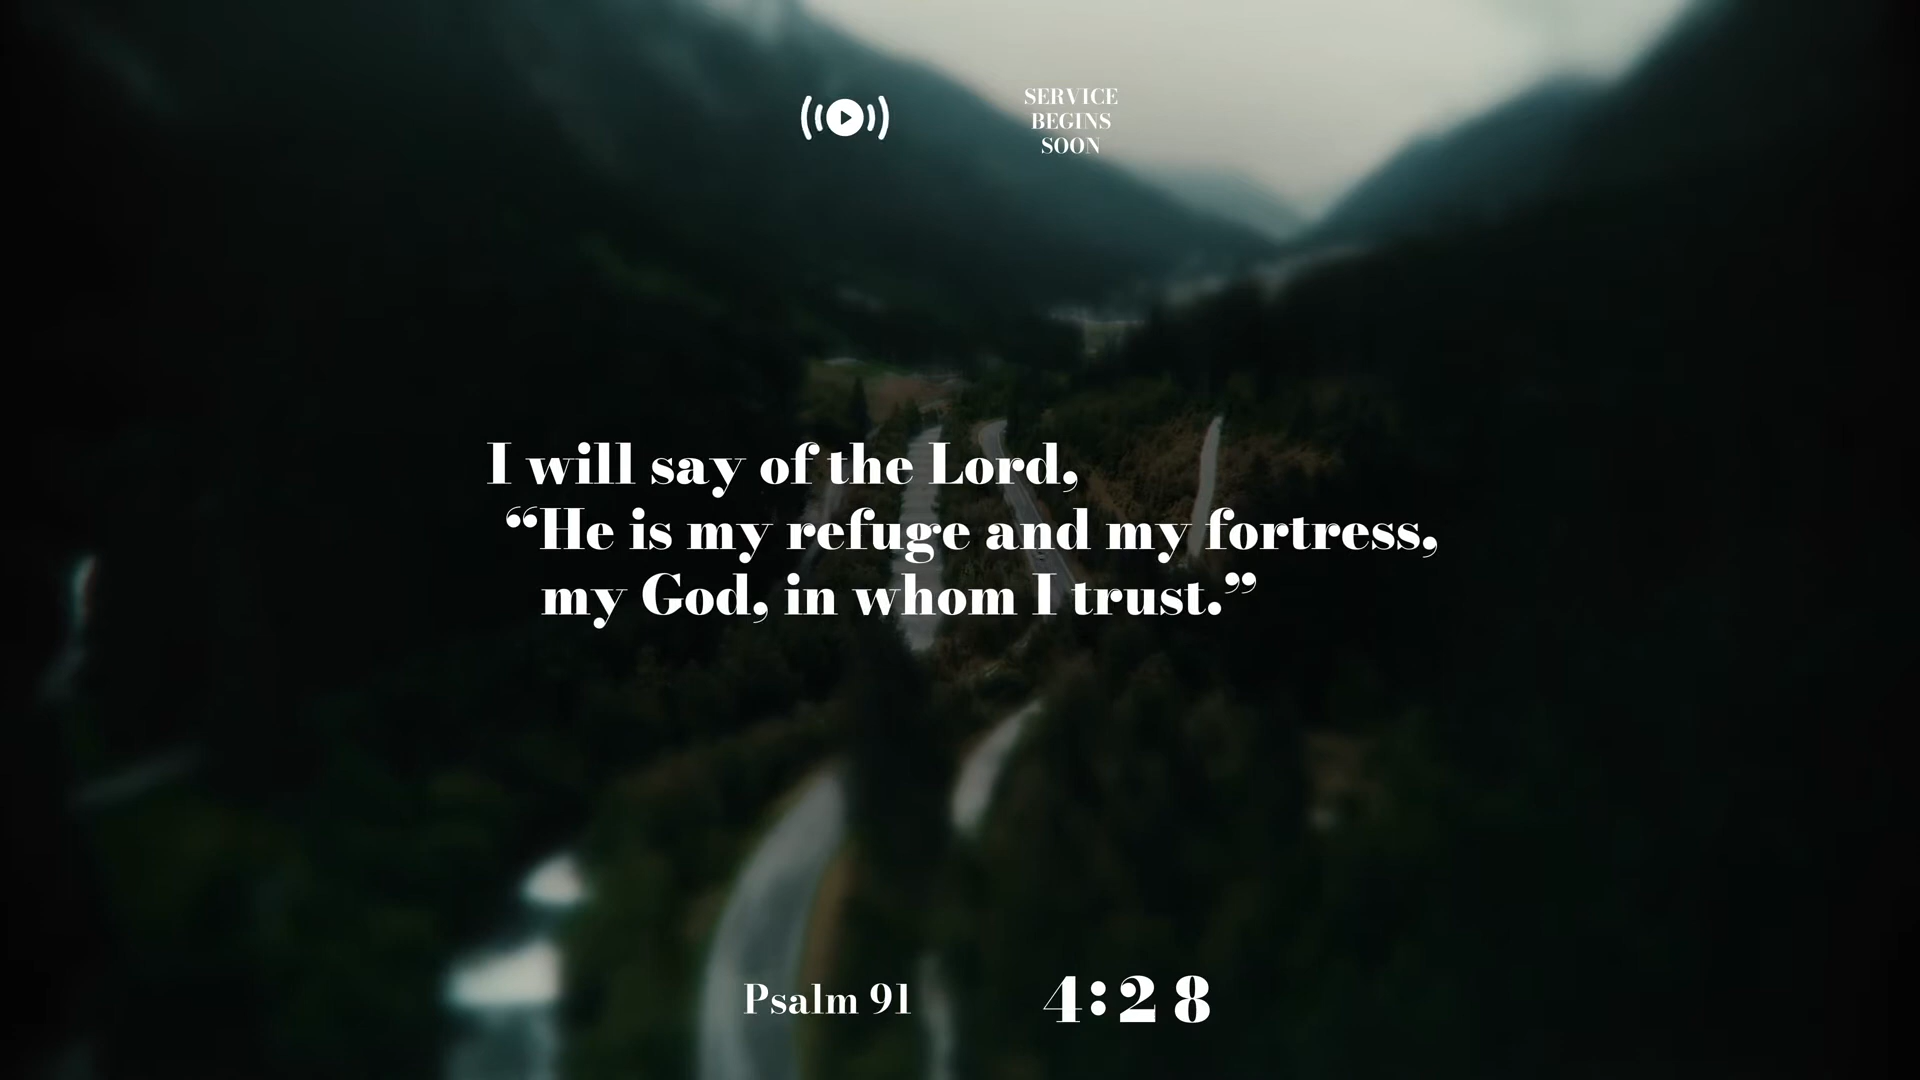 SERVICE
BEGINS
SOON
I will say of the Lord,
“He is my refuge and my fortress,
my God, in whom I trust.”
Psalm 91
4:28